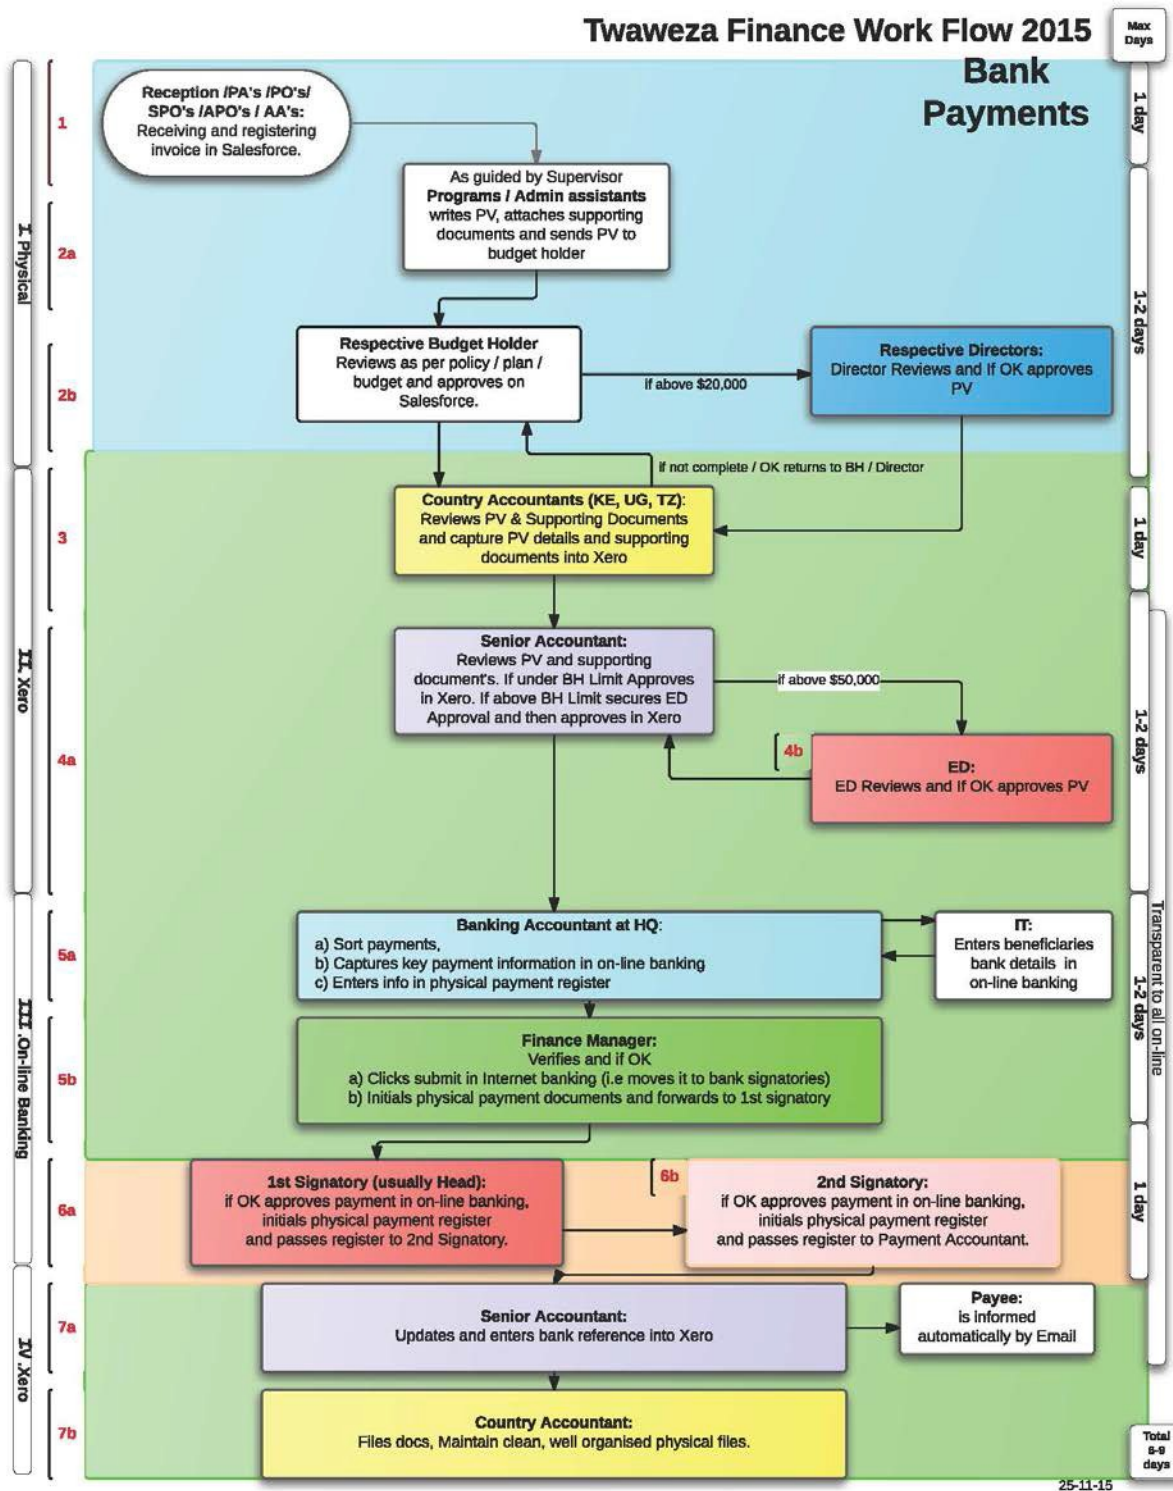 Twaweza Finance Work Flow 2015
Max
Days
Bank
Payments
I. Physical
1
Reception /PA's /PO's/
SPO's /APO's / AA's:
Receiving and registering
invoice in Salesforce.
1 day
2a
As guided by Supervisor
Programs / Admin assistants
writes PV, attaches supporting
documents and sends PV to
budget holder
1-2 days
2b
Respective Budget Holder
Reviews as per policy / plan /
budget and approves on
Salesforce.
if above $20,000
Respective Directors:
Director Reviews and If OK approves
PV
if not complete / OK returns to BH / Director
II. Xero
3
Country Accountants (KE, UG, TZ):
Reviews PV & Supporting Documents
and capture PV details and supporting
documents into Xero
1 day
4a
Senior Accountant:
Reviews PV and supporting
document's. If under BH Limit Approves
in Xero. If above BH Limit secures ED
Approval and then approves in Xero
if above $50,000
1-2 days
4b
ED:
ED Reviews and If OK approves PV
III .On-line Banking
5a
Banking Accountant at HQ:
a) Sort payments,
b) Captures key payment information in on-line banking
c) Enters info in physical payment register
IT:
Enters beneficiaries
bank details in
on-line banking
1-2 days
Transparent to all on-line
5b
Finance Manager:
Verifies and if OK
a) Clicks submit in Internet banking (i.e moves it to bank signatories)
b) Initials physical payment documents and forwards to 1st signatory
6a
1st Signatory (usually Head):
if OK approves payment in on-line banking,
initials physical payment register
and passes register to 2nd Signatory.
6b
2nd Signatory:
if OK approves payment in on-line banking,
initials physical payment register
and passes register to Payment Accountant.
1 day
IV .Xero
7a
Senior Accountant:
Updates and enters bank reference into Xero
Payee:
is informed
automatically by Email
7b
Country Accountant:
Files docs, Maintain clean, well organised physical files.
Total
6-9
days
25-11-15